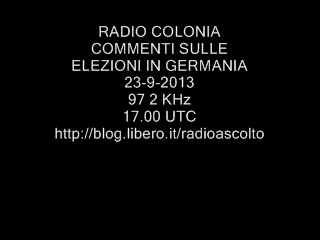 RADIO COLONIA
COMMENTI SULLE
ELEZIONI IN GERMANIA
23-9-2013
97 2 KHz
17.00 UTC
http://blog.libero.it/radioascolto